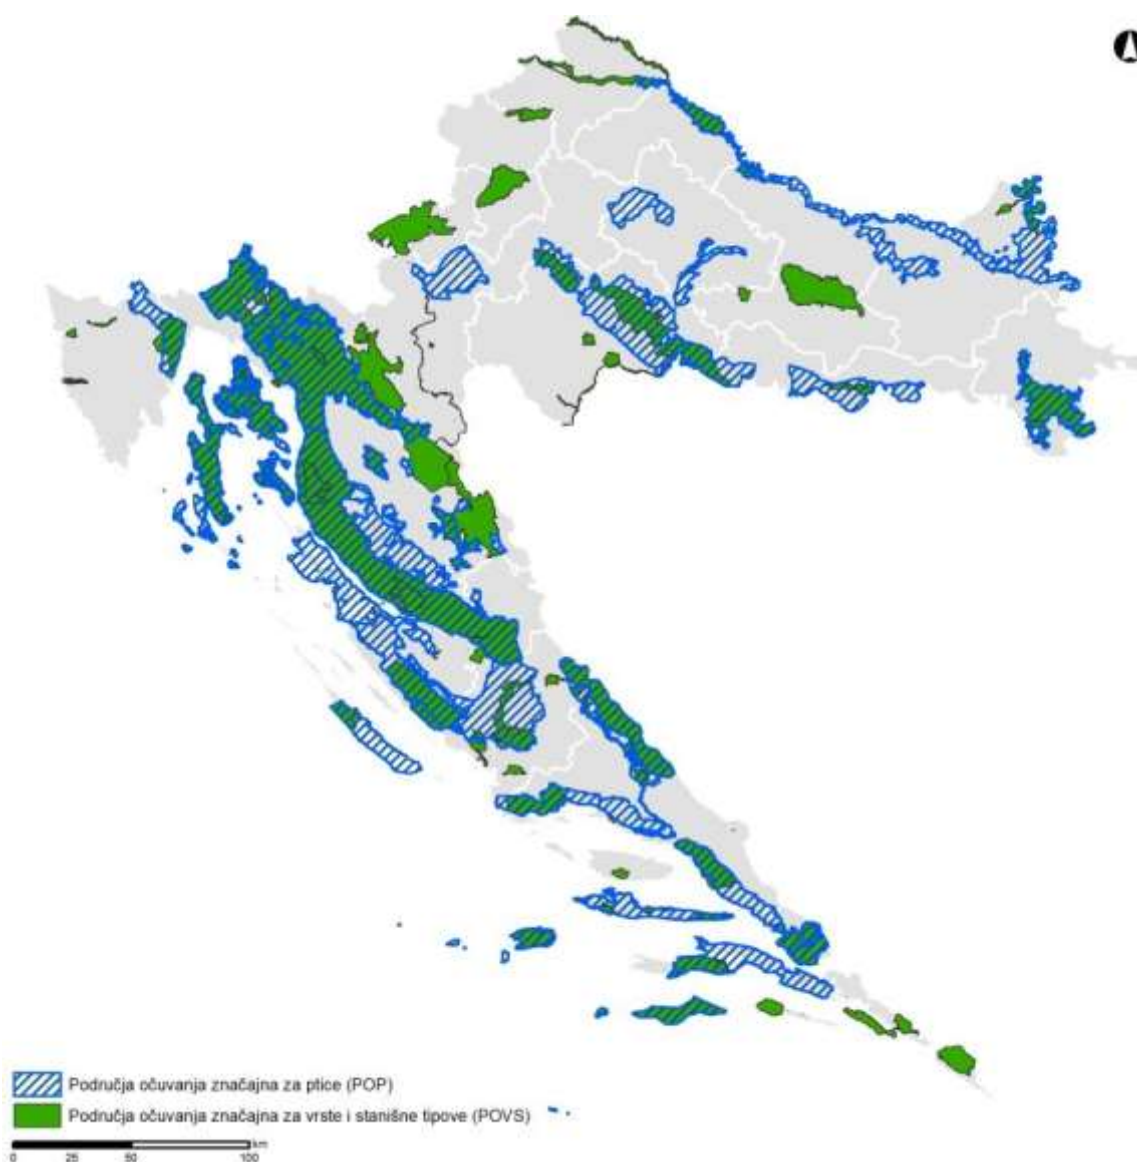 Područja očuvanja značajna za ptice (POP)
Područja očuvanja značajna za vrste i stanišne tipove (POVS)
km
0 25 50 100